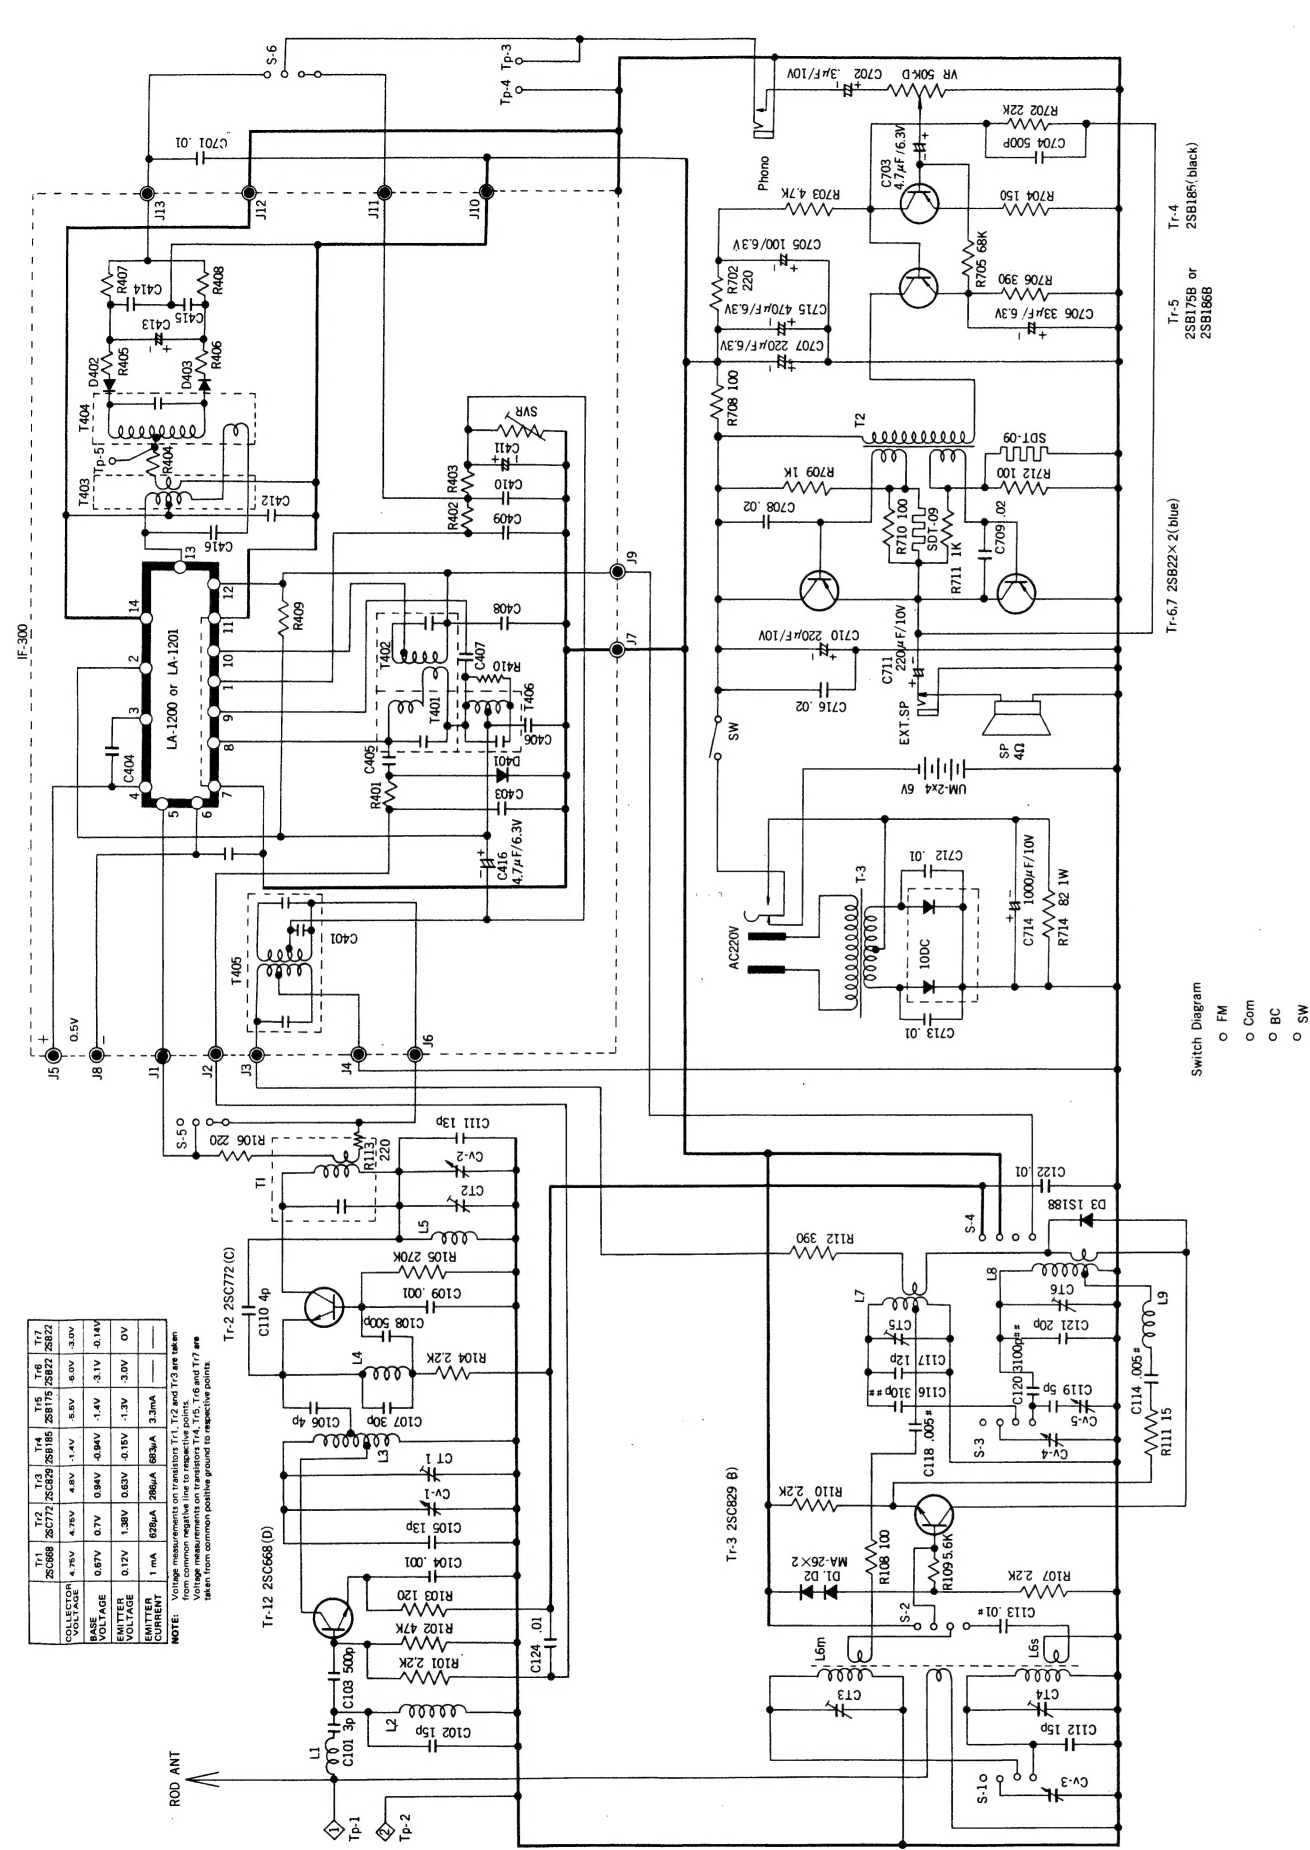 IF-300
S-6
Tp-3
Tp-4
C701 .01
J13
J12
J11
J10
R407
C414
R408
C415
C413
D402
R405
D403
R406
T404
Tp-5
R404
T403
C412
C416
13
14
2
3
4
5
6
7
8
9
1
10
11
12
LA-1200 or LA-1201
C404
R409
R403
R402
SVR
C411
C410
C409
C408
T402
C407
R410
T401
T406
C406
C405
R401
D401
C403
C416
4.7μF/6.3V
J9
J7
T405
C401
J5
+
0.5V
J8
−
J1
J2
J3
J4
J6
Phono
C702 .3μF/10V
VR 50K-D
R702 22K
C704 500P
C703
4.7μF/6.3V
R703 4.7K
R704 150
R705 68K
R706 390
C706 33μF/6.3V
C705 100/6.3V
R702
220
C715 470μF/6.3V
C707 220μF/6.3V
R708 100
T2
SDT-09
R712 100
R709 1K
C708 .02
R710 100
SDT-09
R711 1K
C709 .02
C710 220μF/10V
C711
220μF/10V
C716 .02
EXT.SP
SP
4Ω
SW
UM-2x4 6V
AC220V
T-3
C712 .01
10DC
C713 .01
C714 1000μF/10V
R714 82 1W
Tr-4
2SB185(black)
Tr-5
2SB175B or
2SB186B
Tr-6,7 2SB22×2(blue)
Switch Diagram
FM
Com
BC
SW
S-5
R106 220
T1
R113
220
C111 13p
Cv-2
CT2
L5
Tr-2 2SC772(C)
C110 4p
R105 270K
C109 .001
C108 500p
L4
R104 2.2K
C106 4p
C107 30p
L3
CT1
Cv-1
C105 13p
Tr-12 2SC668(D)
C104 .001
R103 120
R102 47K
R101 2.2K
C124 .01
C103 500p
L2
C102 15p
L1
C101 3p
ROD ANT
1
Tp-1
2
Tp-2
S-4
C122 .01
D3 1S188
R112 390
L7
L8
CT6
C121 20p
L9
CT5
C117 12p
C116 310p
##
C120 3100p##
C119 5p
Cv-5
C114 .005#
R111 15
S-3
Cv-4
C118 .005#
Tr-3 2SC829 B)
R110 2.2K
R108 100
R109 5.6K
D1. D2
MA-26×2
R107 2.2K
S-2
C113 .01#
L6m
L6s
CT3
CT4
C112 15p
S-1
Cv-3
Tr1 2SC668 Tr2 2SC772 Tr3 2SC829 Tr4 2SB185 Tr5 2SB175 Tr6 2SB22 Tr7 2SB22
COLLECTOR VOLTAGE 4.75V 4.75V 4.8V -1.4V -5.5V -6.0V -3.0V
BASE VOLTAGE 0.67V 0.7V 0.94V -0.94V -1.4V -3.1V -0.14V
EMITTER VOLTAGE 0.12V 1.38V 0.63V -0.15V -1.3V -3.0V 0V
EMITTER CURRENT 1 mA 628μA 286μA 683μA 3.3mA — —
NOTE: Voltage measurements on transistors Tr1, Tr2 and Tr3 are taken
from common negative line to respective points.
Voltage measurements on transistors Tr4, Tr5, Tr6 and Tr7 are
taken from common positive ground to respective points.